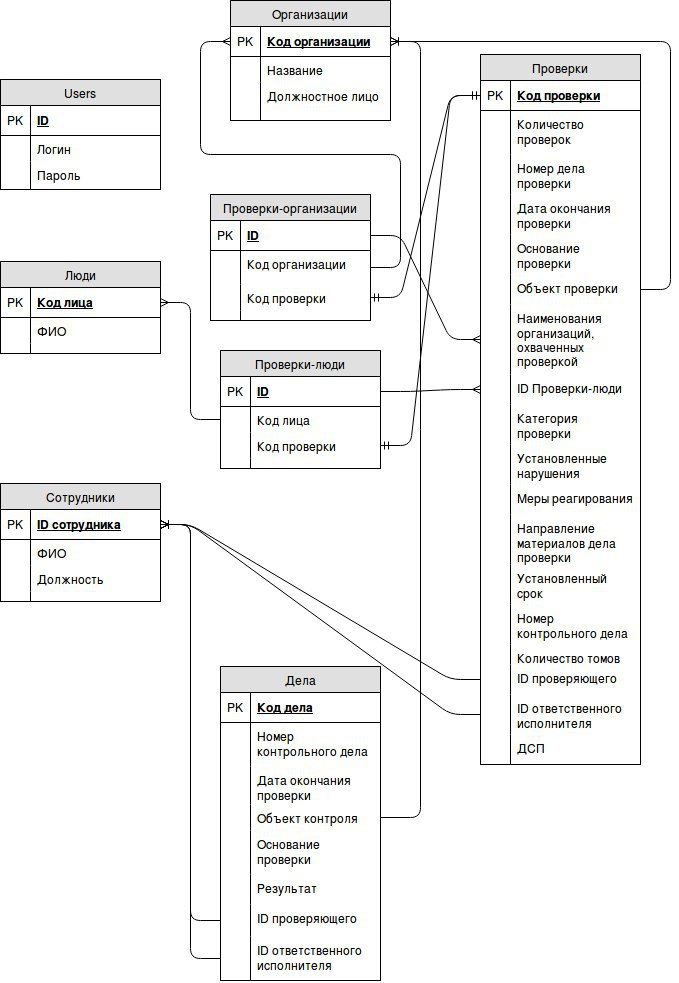 Организации
PK Код организации
Название
Должностное лицо
Проверки
PK Код проверки
Количество
проверок
Номер дела
проверки
Дата окончания
проверки
Основание
проверки
Объект проверки
Наименования
организаций,
охваченных
проверкой
ID Проверки-люди
Категория
проверки
Установленные
нарушения
Меры реагирования
Направление
материалов дела
проверки
Установленный
срок
Номер
контрольного дела
Количество томов
ID проверяющего
ID ответственного
исполнителя
ДСП
Users
PK ID
Логин
Пароль
Проверки-организации
PK ID
Код организации
Код проверки
Люди
PK Код лица
ФИО
Проверки-люди
PK ID
Код лица
Код проверки
Сотрудники
PK ID сотрудника
ФИО
Должность
Дела
PK Код дела
Номер
контрольного дела
Дата окончания
проверки
Объект контроля
Основание
проверки
Результат
ID проверяющего
ID ответственного
исполнителя